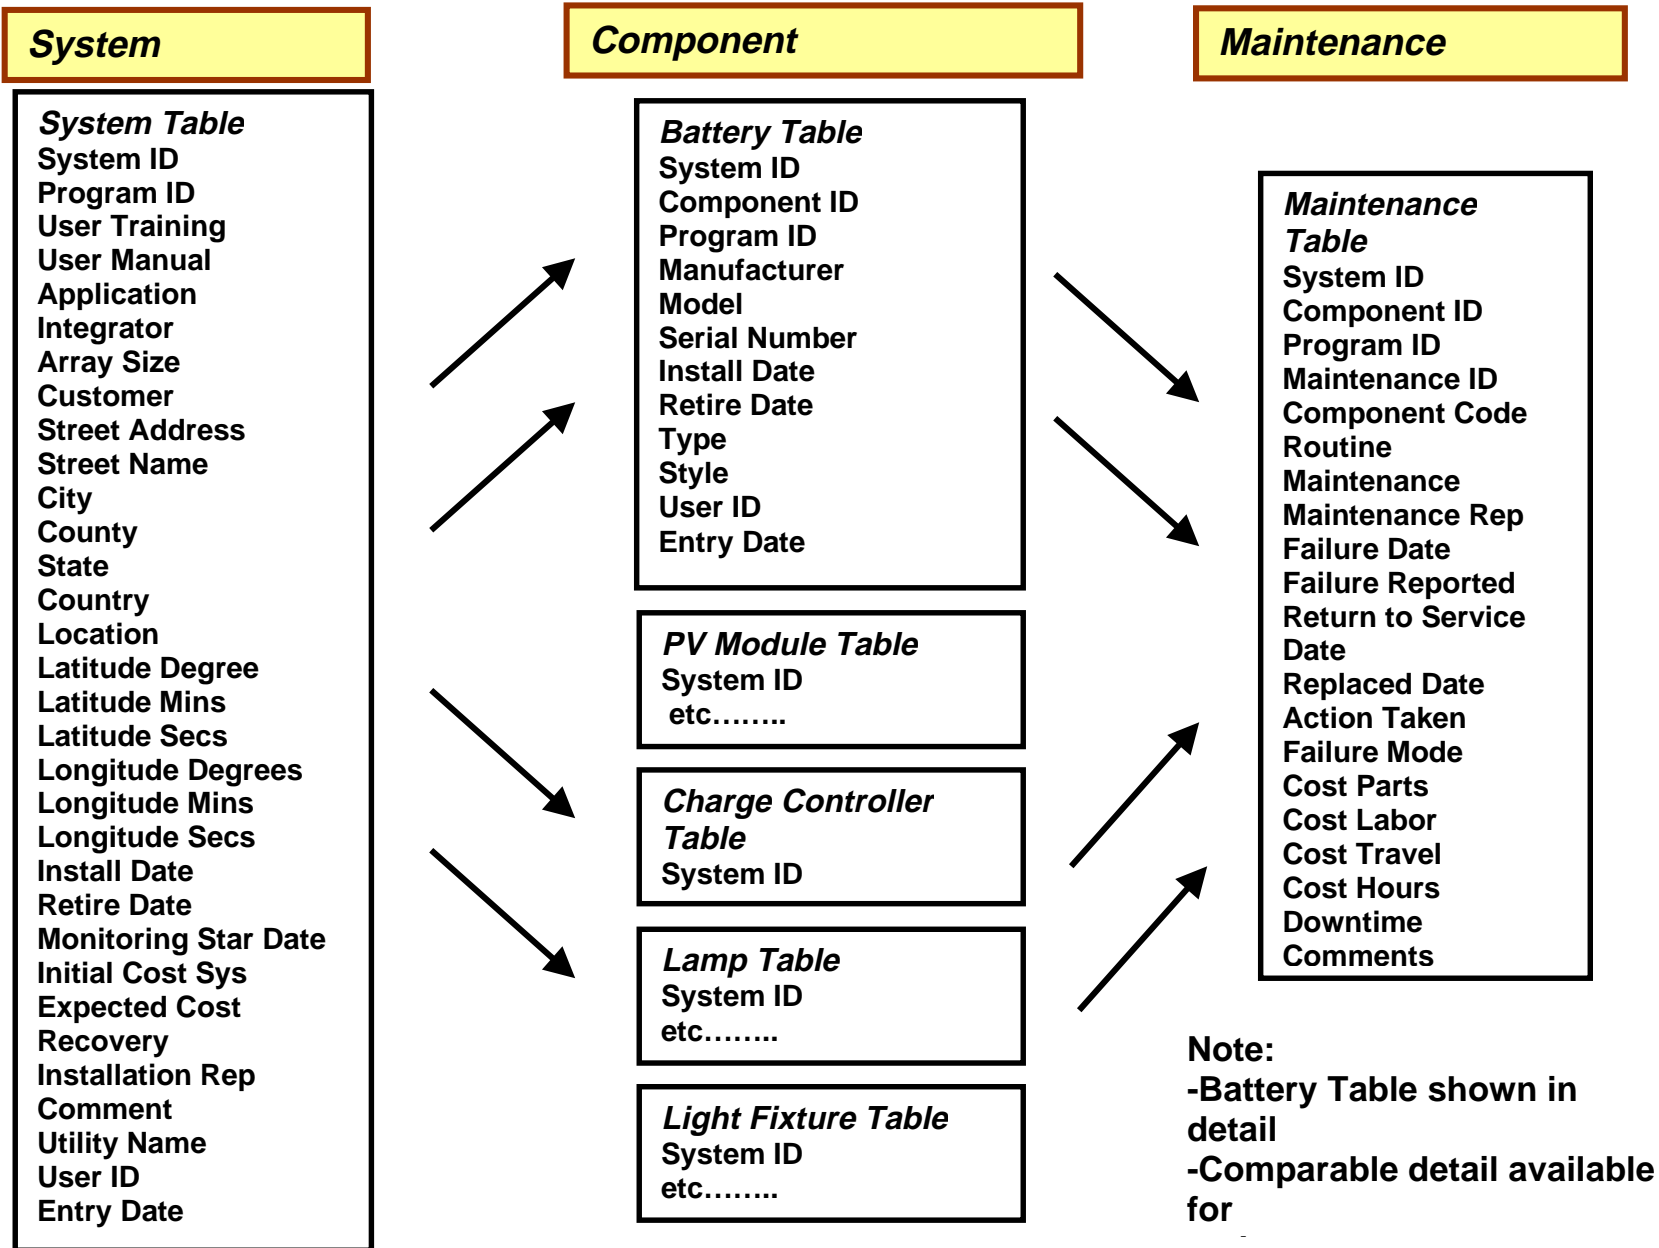 System
System Table
System ID
Program ID
User Training
User Manual
Application
Integrator
Array Size
Customer
Street Address
Street Name
City
County
State
Country
Location
Latitude Degree
Latitude Mins
Latitude Secs
Longitude Degrees
Longitude Mins
Longitude Secs
Install Date
Retire Date
Monitoring Star Date
Initial Cost Sys
Expected Cost
Recovery
Installation Rep
Comment
Utility Name
User ID
Entry Date
Component
Battery Table
System ID
Component ID
Program ID
Manufacturer
Model
Serial Number
Install Date
Retire Date
Type
Style
User ID
Entry Date
PV Module Table
System ID
etc……..
Charge Controller
Table
System ID
Lamp Table
System ID
etc……..
Light Fixture Table
System ID
etc……..
Maintenance
Maintenance
Table
System ID
Component ID
Program ID
Maintenance ID
Component Code
Routine
Maintenance
Maintenance Rep
Failure Date
Failure Reported
Return to Service
Date
Replaced Date
Action Taken
Failure Mode
Cost Parts
Cost Labor
Cost Travel
Cost Hours
Downtime
Comments
Note:
-Battery Table shown in
detail
-Comparable detail available
for